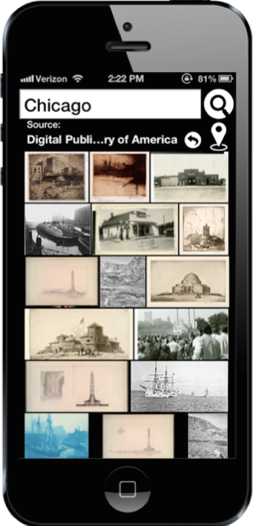 Verizon 2:22 PM 81%
Chicago
Source:
Digital Publi...ry of America